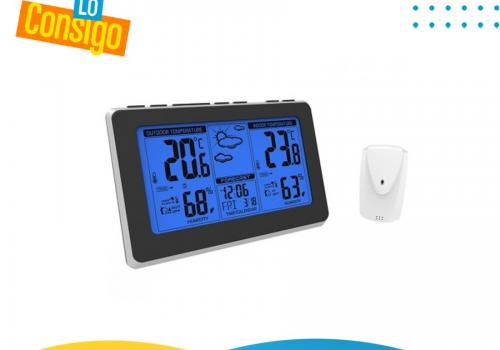 Lo
Consigo
OUTDOOR TEMPERATURE
INDOOR TEMPERATURE
20.6 °C
23.8 °C
FORECAST
68%
HUMIDITY
12:06
FRI 3 18
TIME/CALENDAR
63%
HUMIDITY